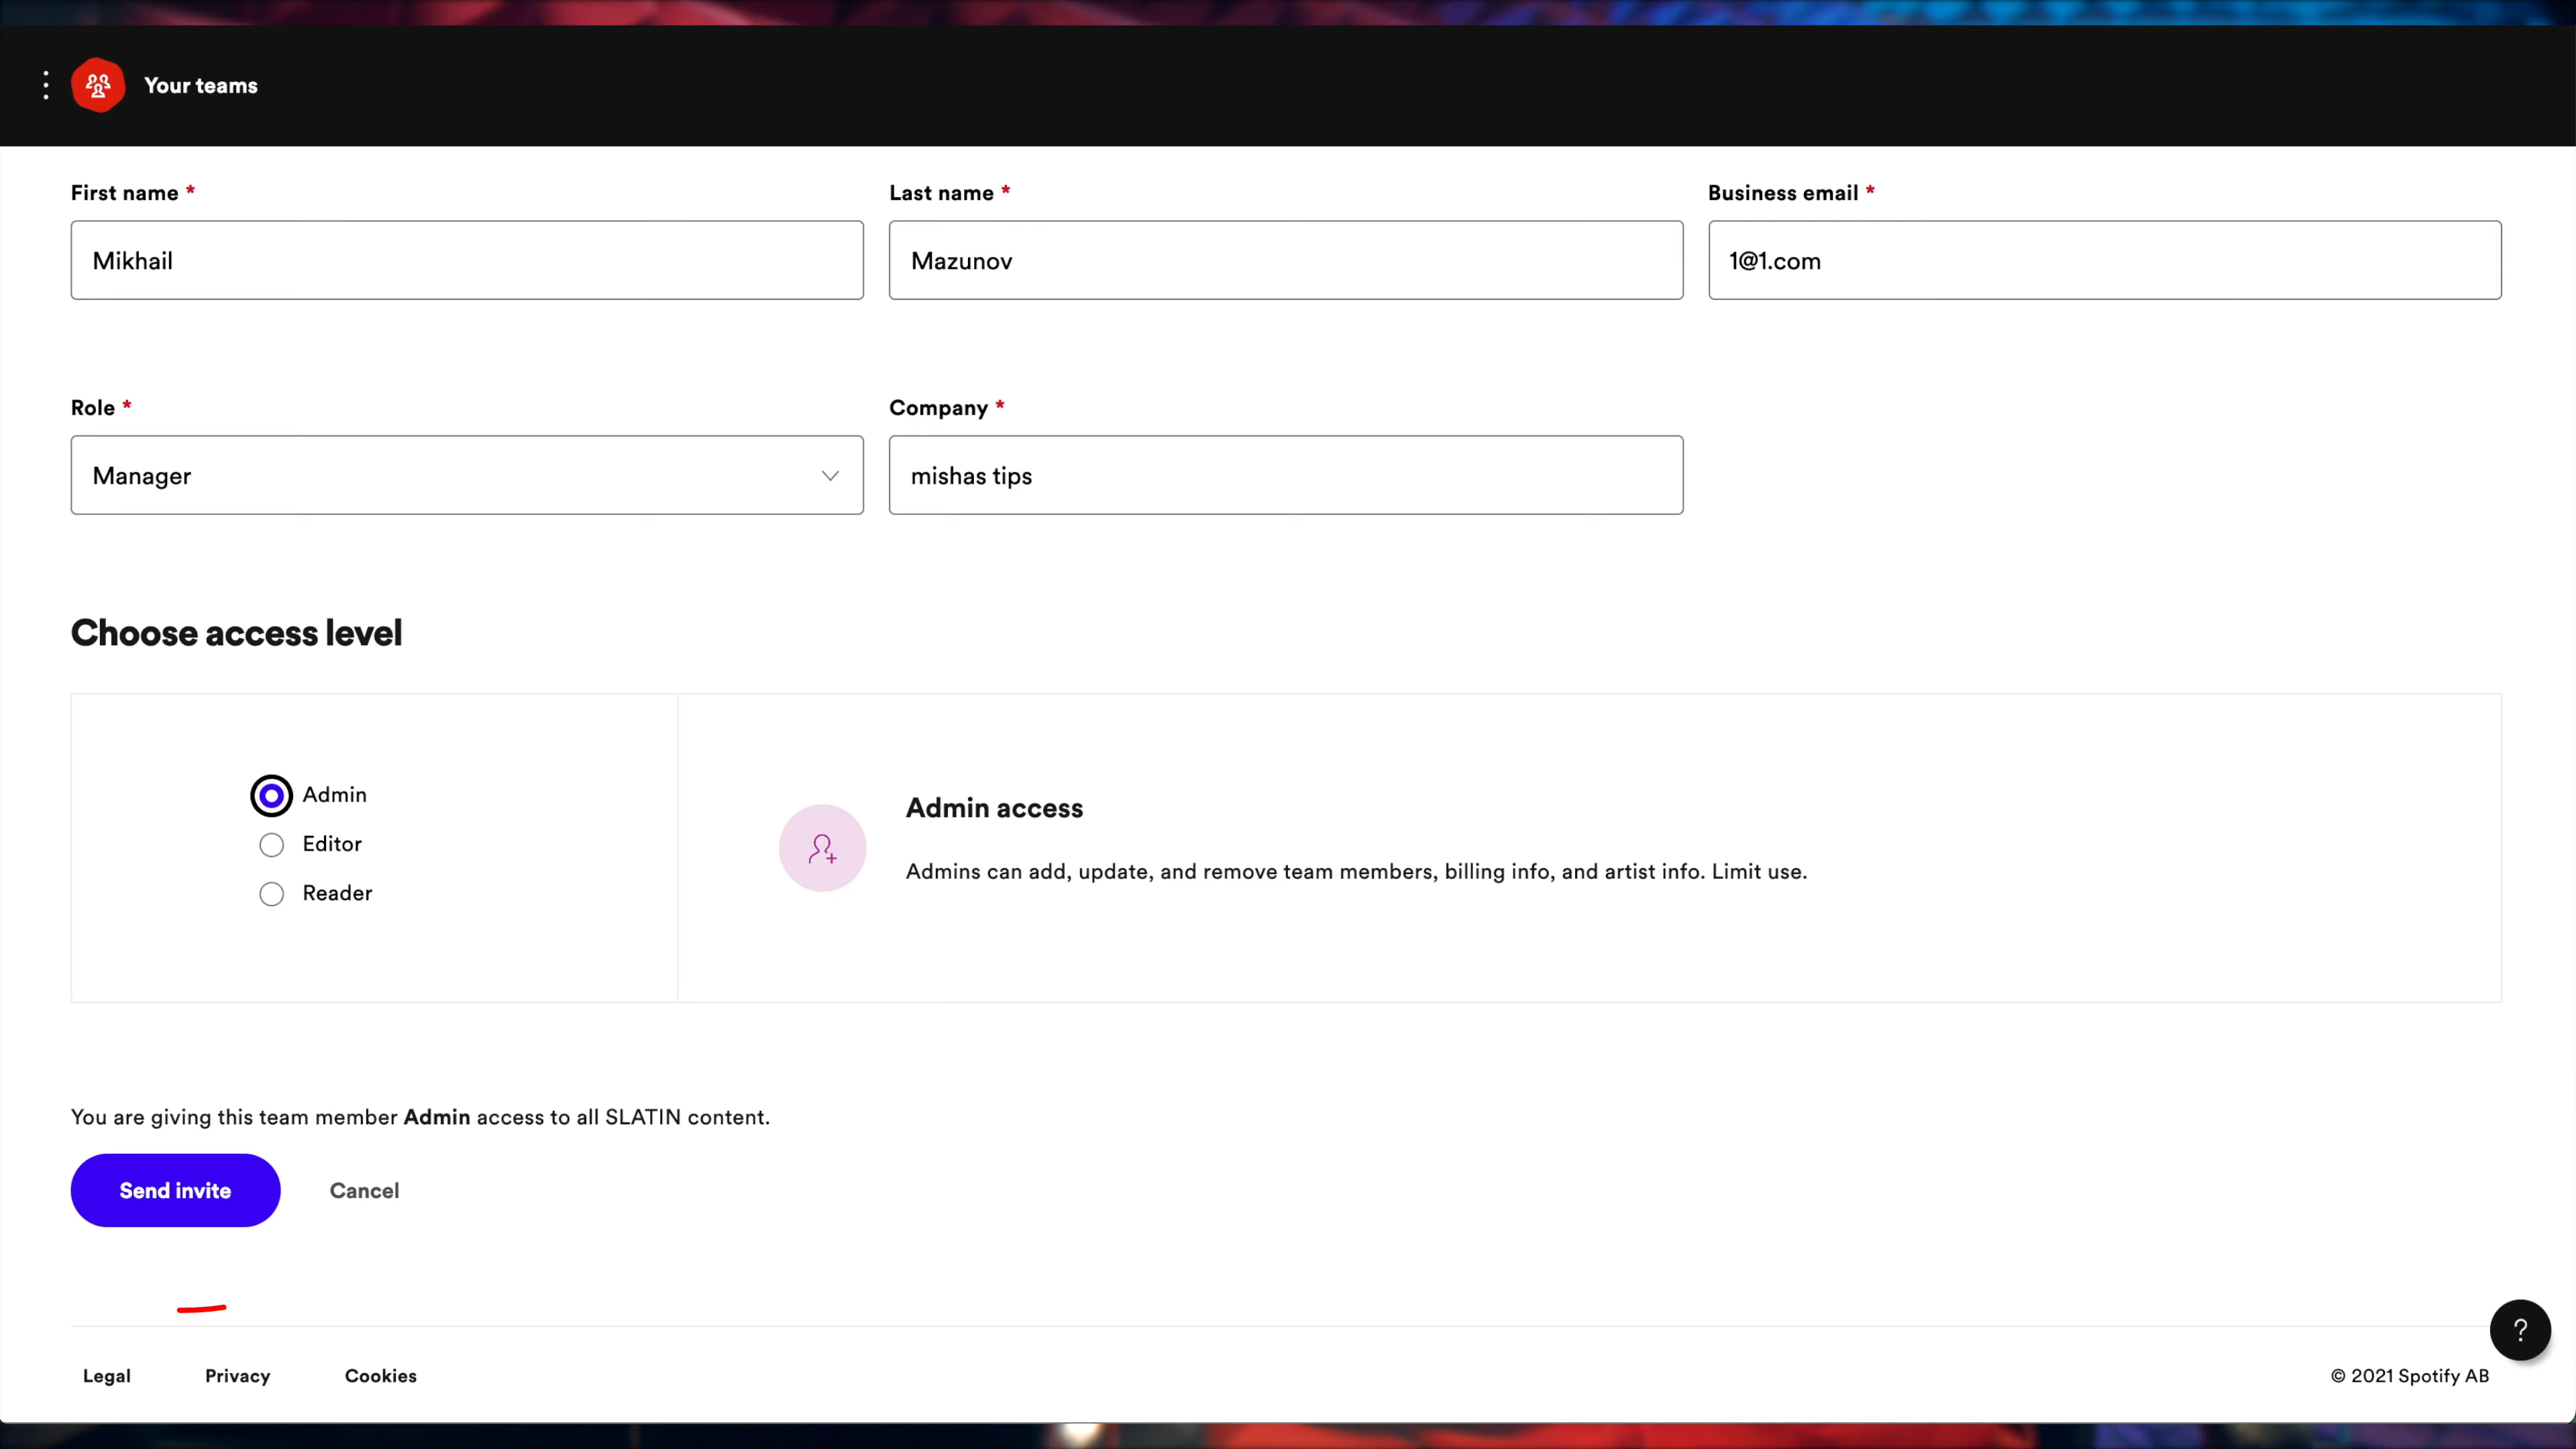 Your teams
First name * Last name * Business email *
Mikhail Mazunov 1@1.com
Role * Company *
Manager mishas tips
Choose access level
Admin
Editor
Reader
Admin access
Admins can add, update, and remove team members, billing info, and artist info. Limit use.
You are giving this team member Admin access to all SLATIN content.
Send invite Cancel
?
Legal Privacy Cookies © 2021 Spotify AB